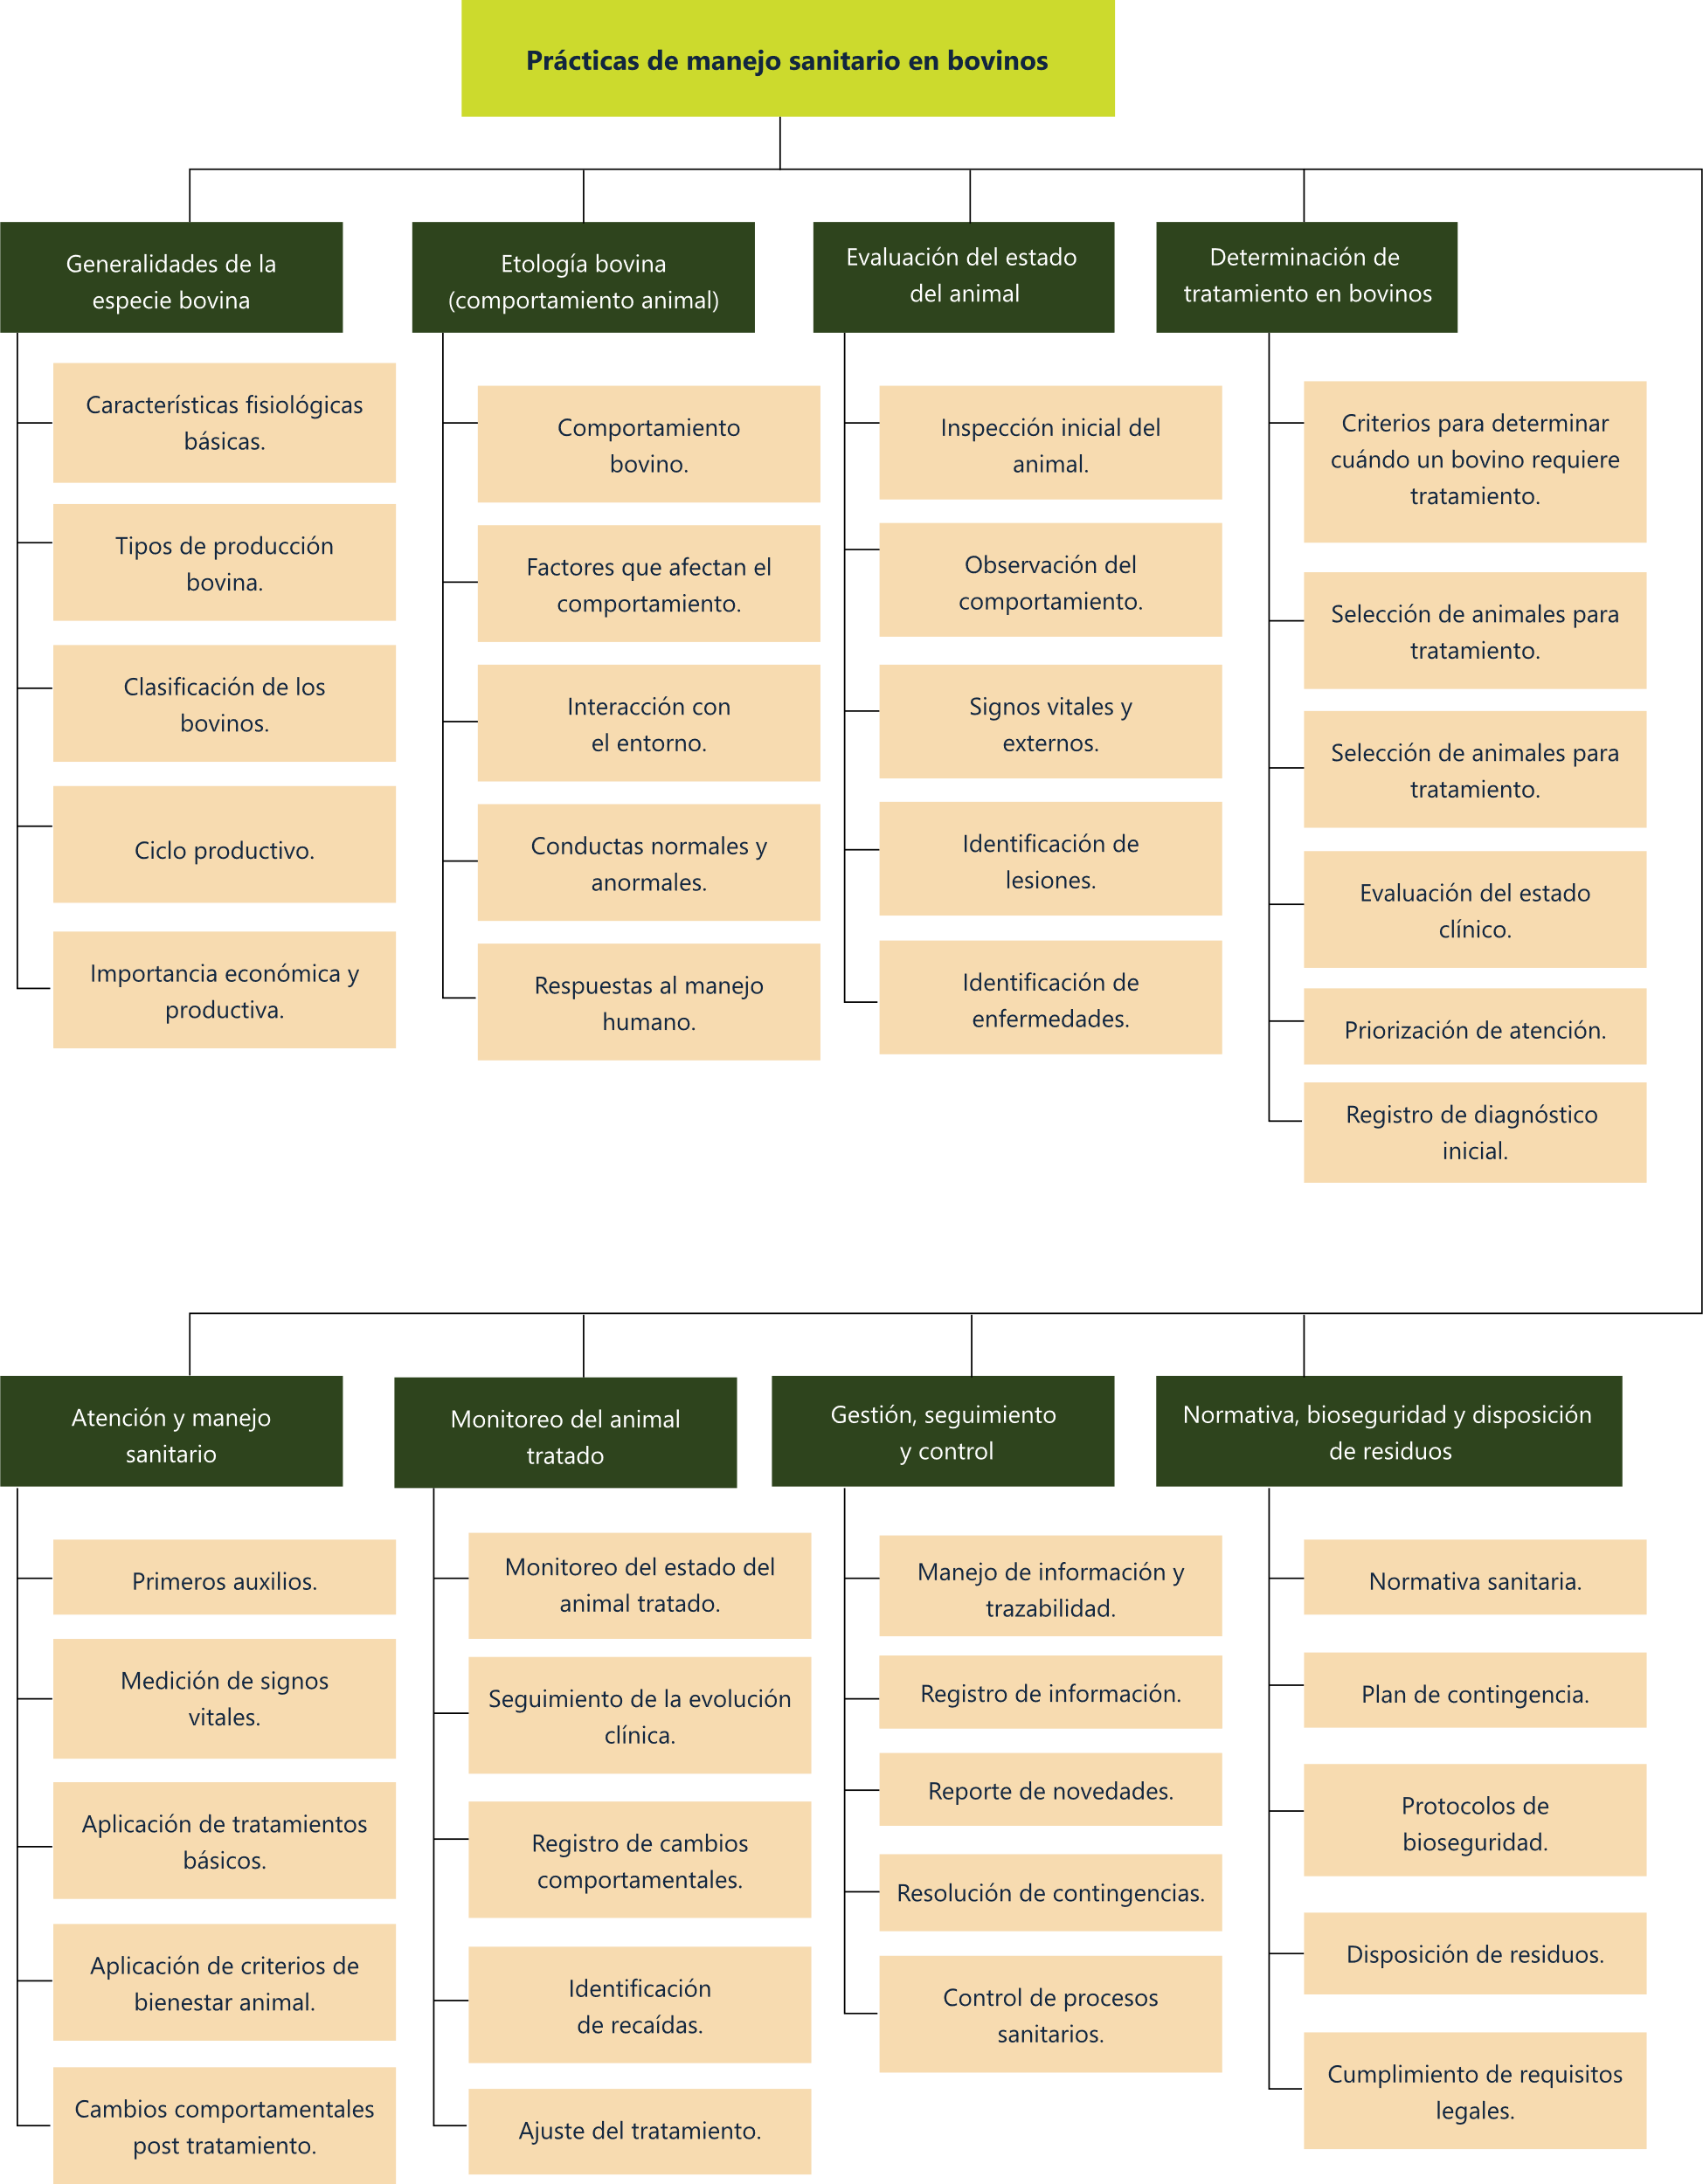 Prácticas de manejo sanitario en bovinos
Generalidades de la
especie bovina
Características fisiológicas
básicas.
Tipos de producción
bovina.
Clasificación de los
bovinos.
Ciclo productivo.
Importancia económica y
productiva.
Etología bovina
(comportamiento animal)
Comportamiento
bovino.
Factores que afectan el
comportamiento.
Interacción con
el entorno.
Conductas normales y
anormales.
Respuestas al manejo
humano.
Evaluación del estado
del animal
Inspección inicial del
animal.
Observación del
comportamiento.
Signos vitales y
externos.
Identificación de
lesiones.
Identificación de
enfermedades.
Determinación de
tratamiento en bovinos
Criterios para determinar
cuándo un bovino requiere
tratamiento.
Selección de animales para
tratamiento.
Selección de animales para
tratamiento.
Evaluación del estado
clínico.
Priorización de atención.
Registro de diagnóstico
inicial.
Atención y manejo
sanitario
Primeros auxilios.
Medición de signos
vitales.
Aplicación de tratamientos
básicos.
Aplicación de criterios de
bienestar animal.
Cambios comportamentales
post tratamiento.
Monitoreo del animal
tratado
Monitoreo del estado del
animal tratado.
Seguimiento de la evolución
clínica.
Registro de cambios
comportamentales.
Identificación
de recaídas.
Ajuste del tratamiento.
Gestión, seguimiento
y control
Manejo de información y
trazabilidad.
Registro de información.
Reporte de novedades.
Resolución de contingencias.
Control de procesos
sanitarios.
Normativa, bioseguridad y disposición
de residuos
Normativa sanitaria.
Plan de contingencia.
Protocolos de
bioseguridad.
Disposición de residuos.
Cumplimiento de requisitos
legales.